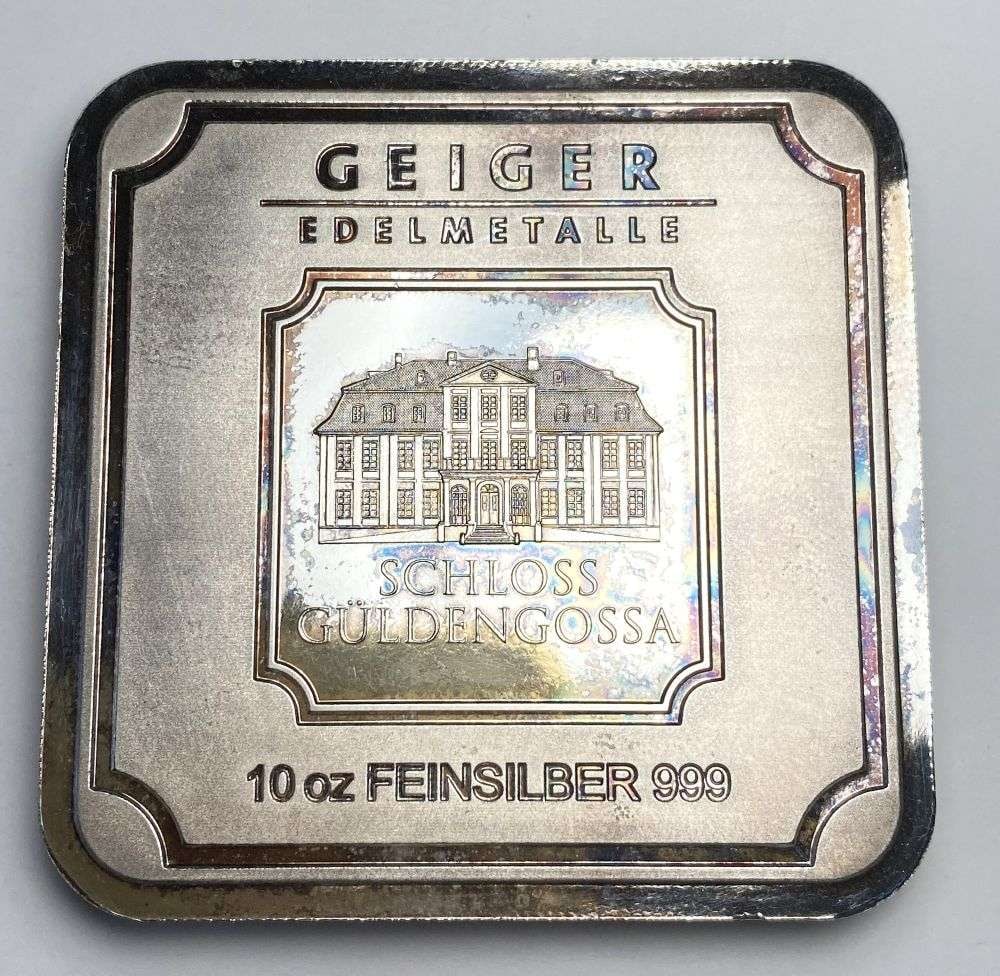 GEIGER
EDELMETALLE
SCHLOSS
GÜLDENGOSSA
10 oz FEINSILBER 999